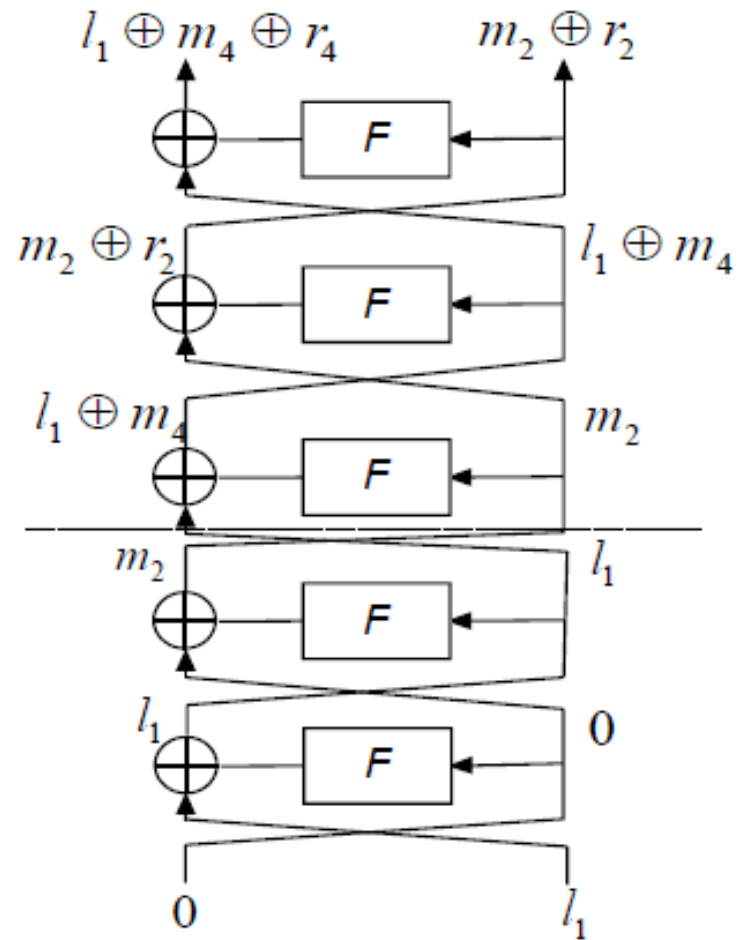 l₁ ⊕ m₄ ⊕ r₄ m₂ ⊕ r₂
F
m₂ ⊕ r₂ l₁ ⊕ m₄
F
l₁ ⊕ m₄ m₂
F
m₂ l₁
F
l₁ 0
F
0 l₁